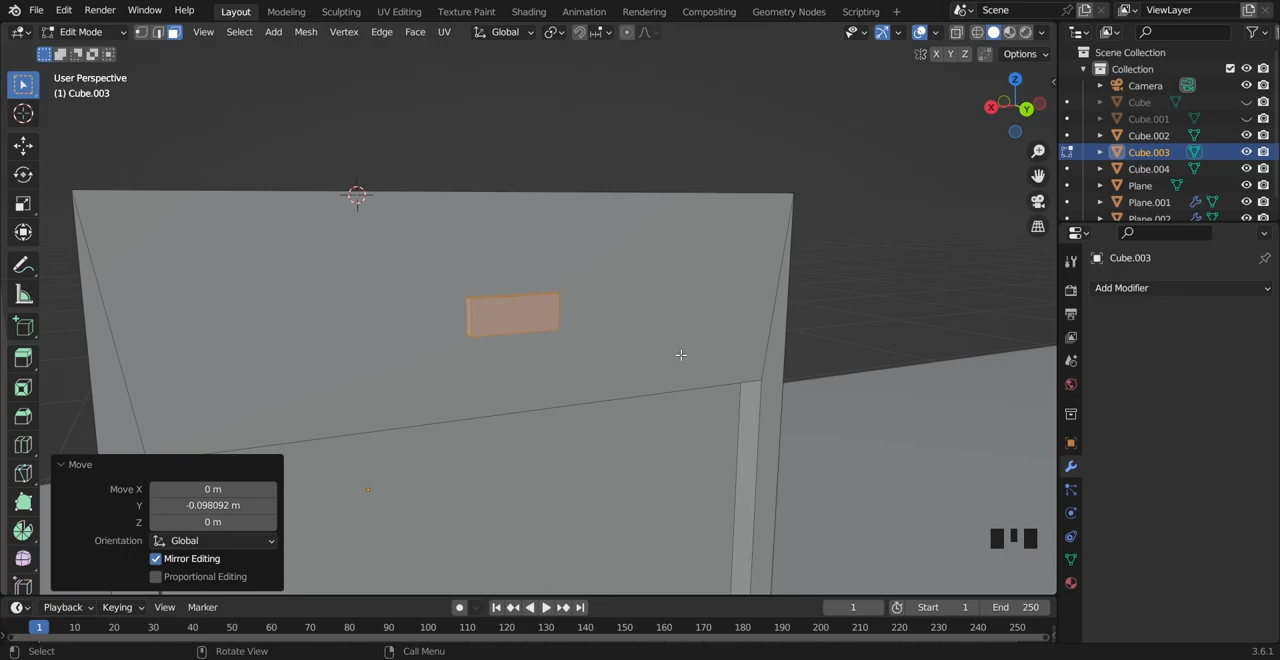 File Edit Render Window Help Layout Modeling Sculpting UV Editing Texture Paint Shading Animation Rendering Compositing Geometry Nodes Scripting + Scene ViewLayer
Edit Mode View Select Add Mesh Vertex Edge Face UV Global
X Y Z Options
User Perspective
(1) Cube.003
Z
X
Y
Scene Collection
Collection
Camera
Cube
Cube.001
Cube.002
Cube.003
Cube.004
Plane
Plane.001
Plane.002
Cube.003
Add Modifier
Move
Move X 0 m
Y -0.098092 m
Z 0 m
Orientation Global
Mirror Editing
Proportional Editing
Playback Keying View Marker 1 Start 1 End 250
1 10 20 30 40 50 60 70 80 90 100 110 120 130 140 150 160 170 180 190 200 210 220 230 240 250
Select Rotate View Call Menu 3.6.1